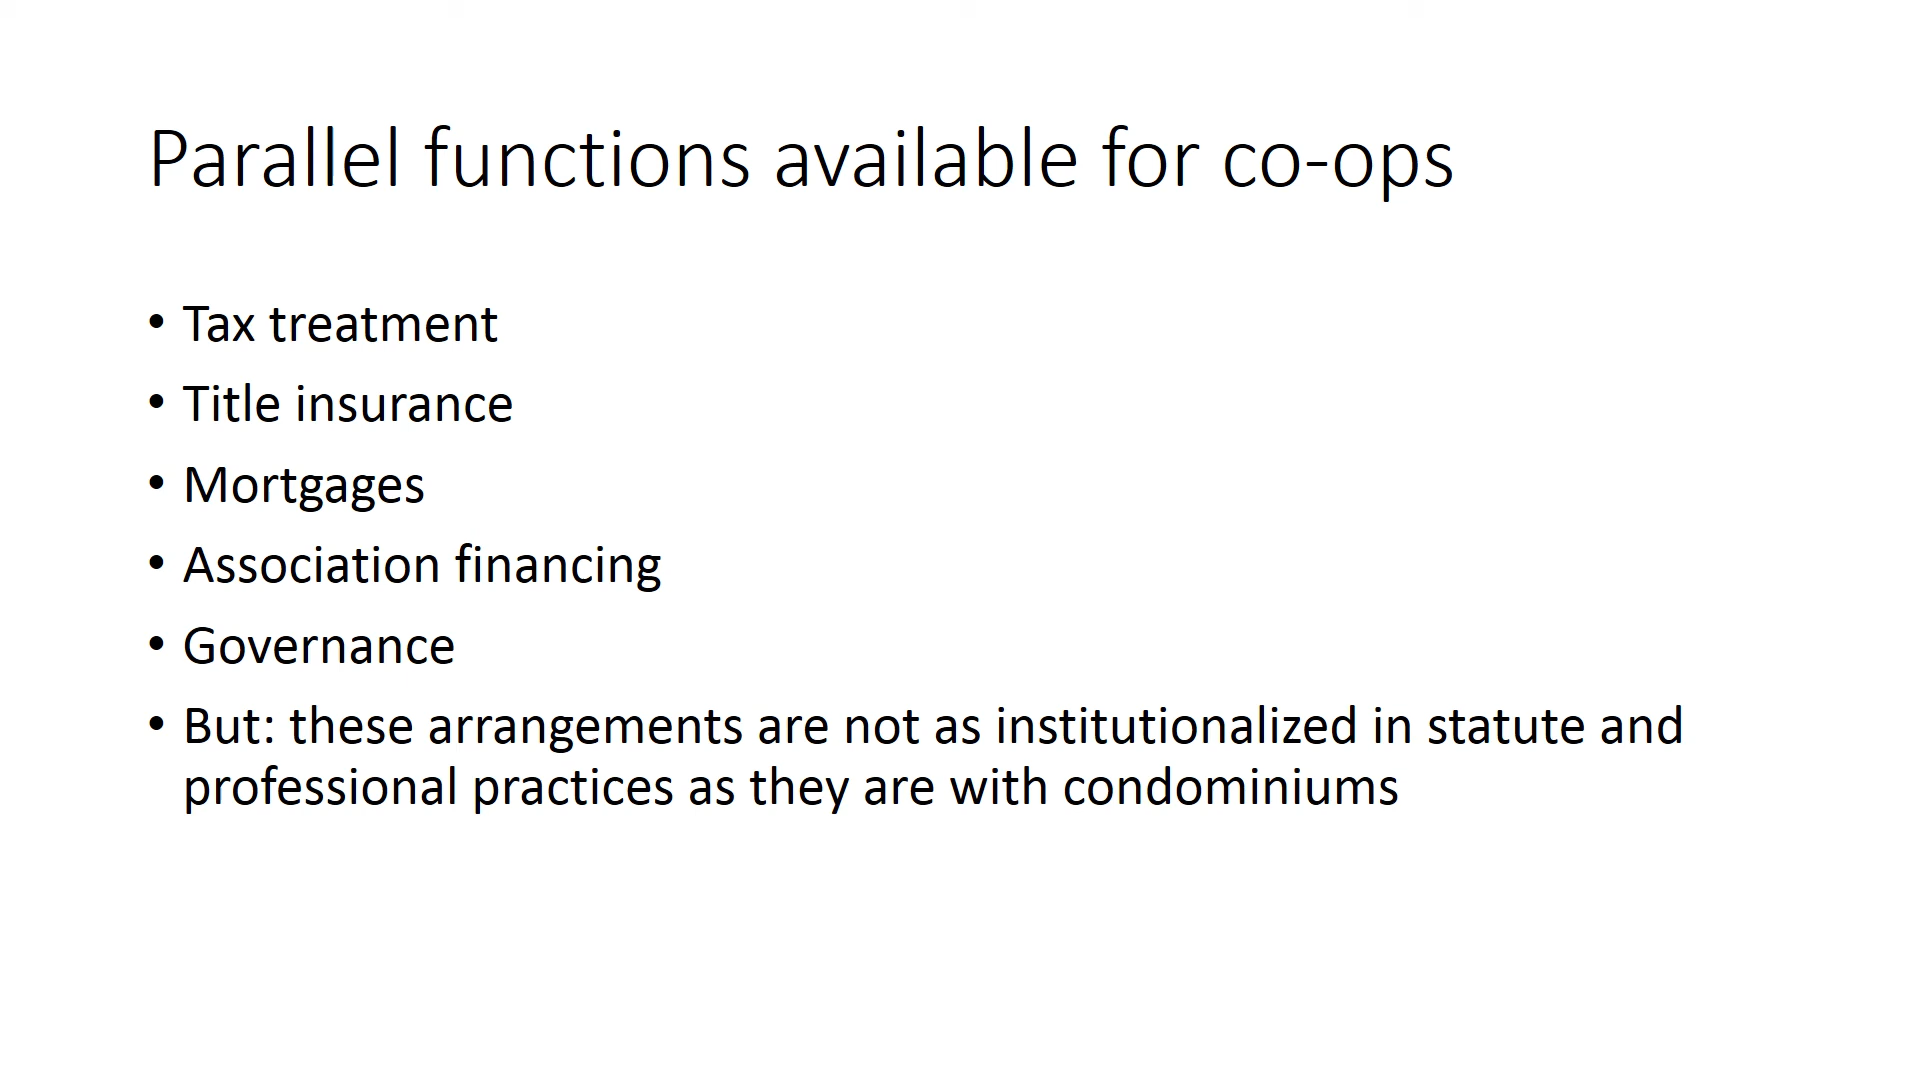 Parallel functions available for co-ops
• Tax treatment
• Title insurance
• Mortgages
• Association financing
• Governance
• But: these arrangements are not as institutionalized in statute and
professional practices as they are with condominiums